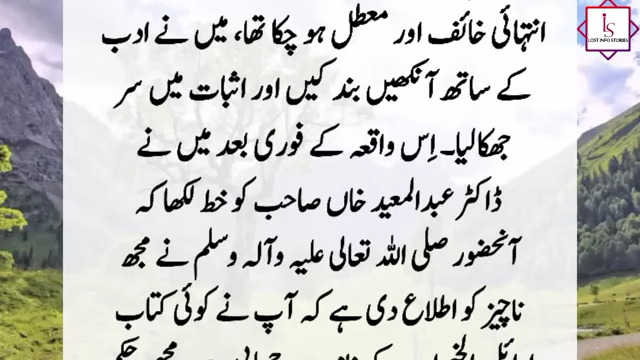 انتہائی خائف اور معطل ہو چکا تھا، میں نے ادب
کے ساتھ آنکھیں بند کیں اور اثبات میں سر
جھکالیا۔ اِس واقعہ کے فوری بعد میں نے
ڈاکٹر عبدالمعید خاں صاحب کو خط لکھا کہ
آنحضور صلی اللہ تعالی علیہ وآلہ وسلم نے مجھ
ناچیز کو اطلاع دی ہے کہ آپ نے کوئی کتاب
LS
LOST INFO STORIES